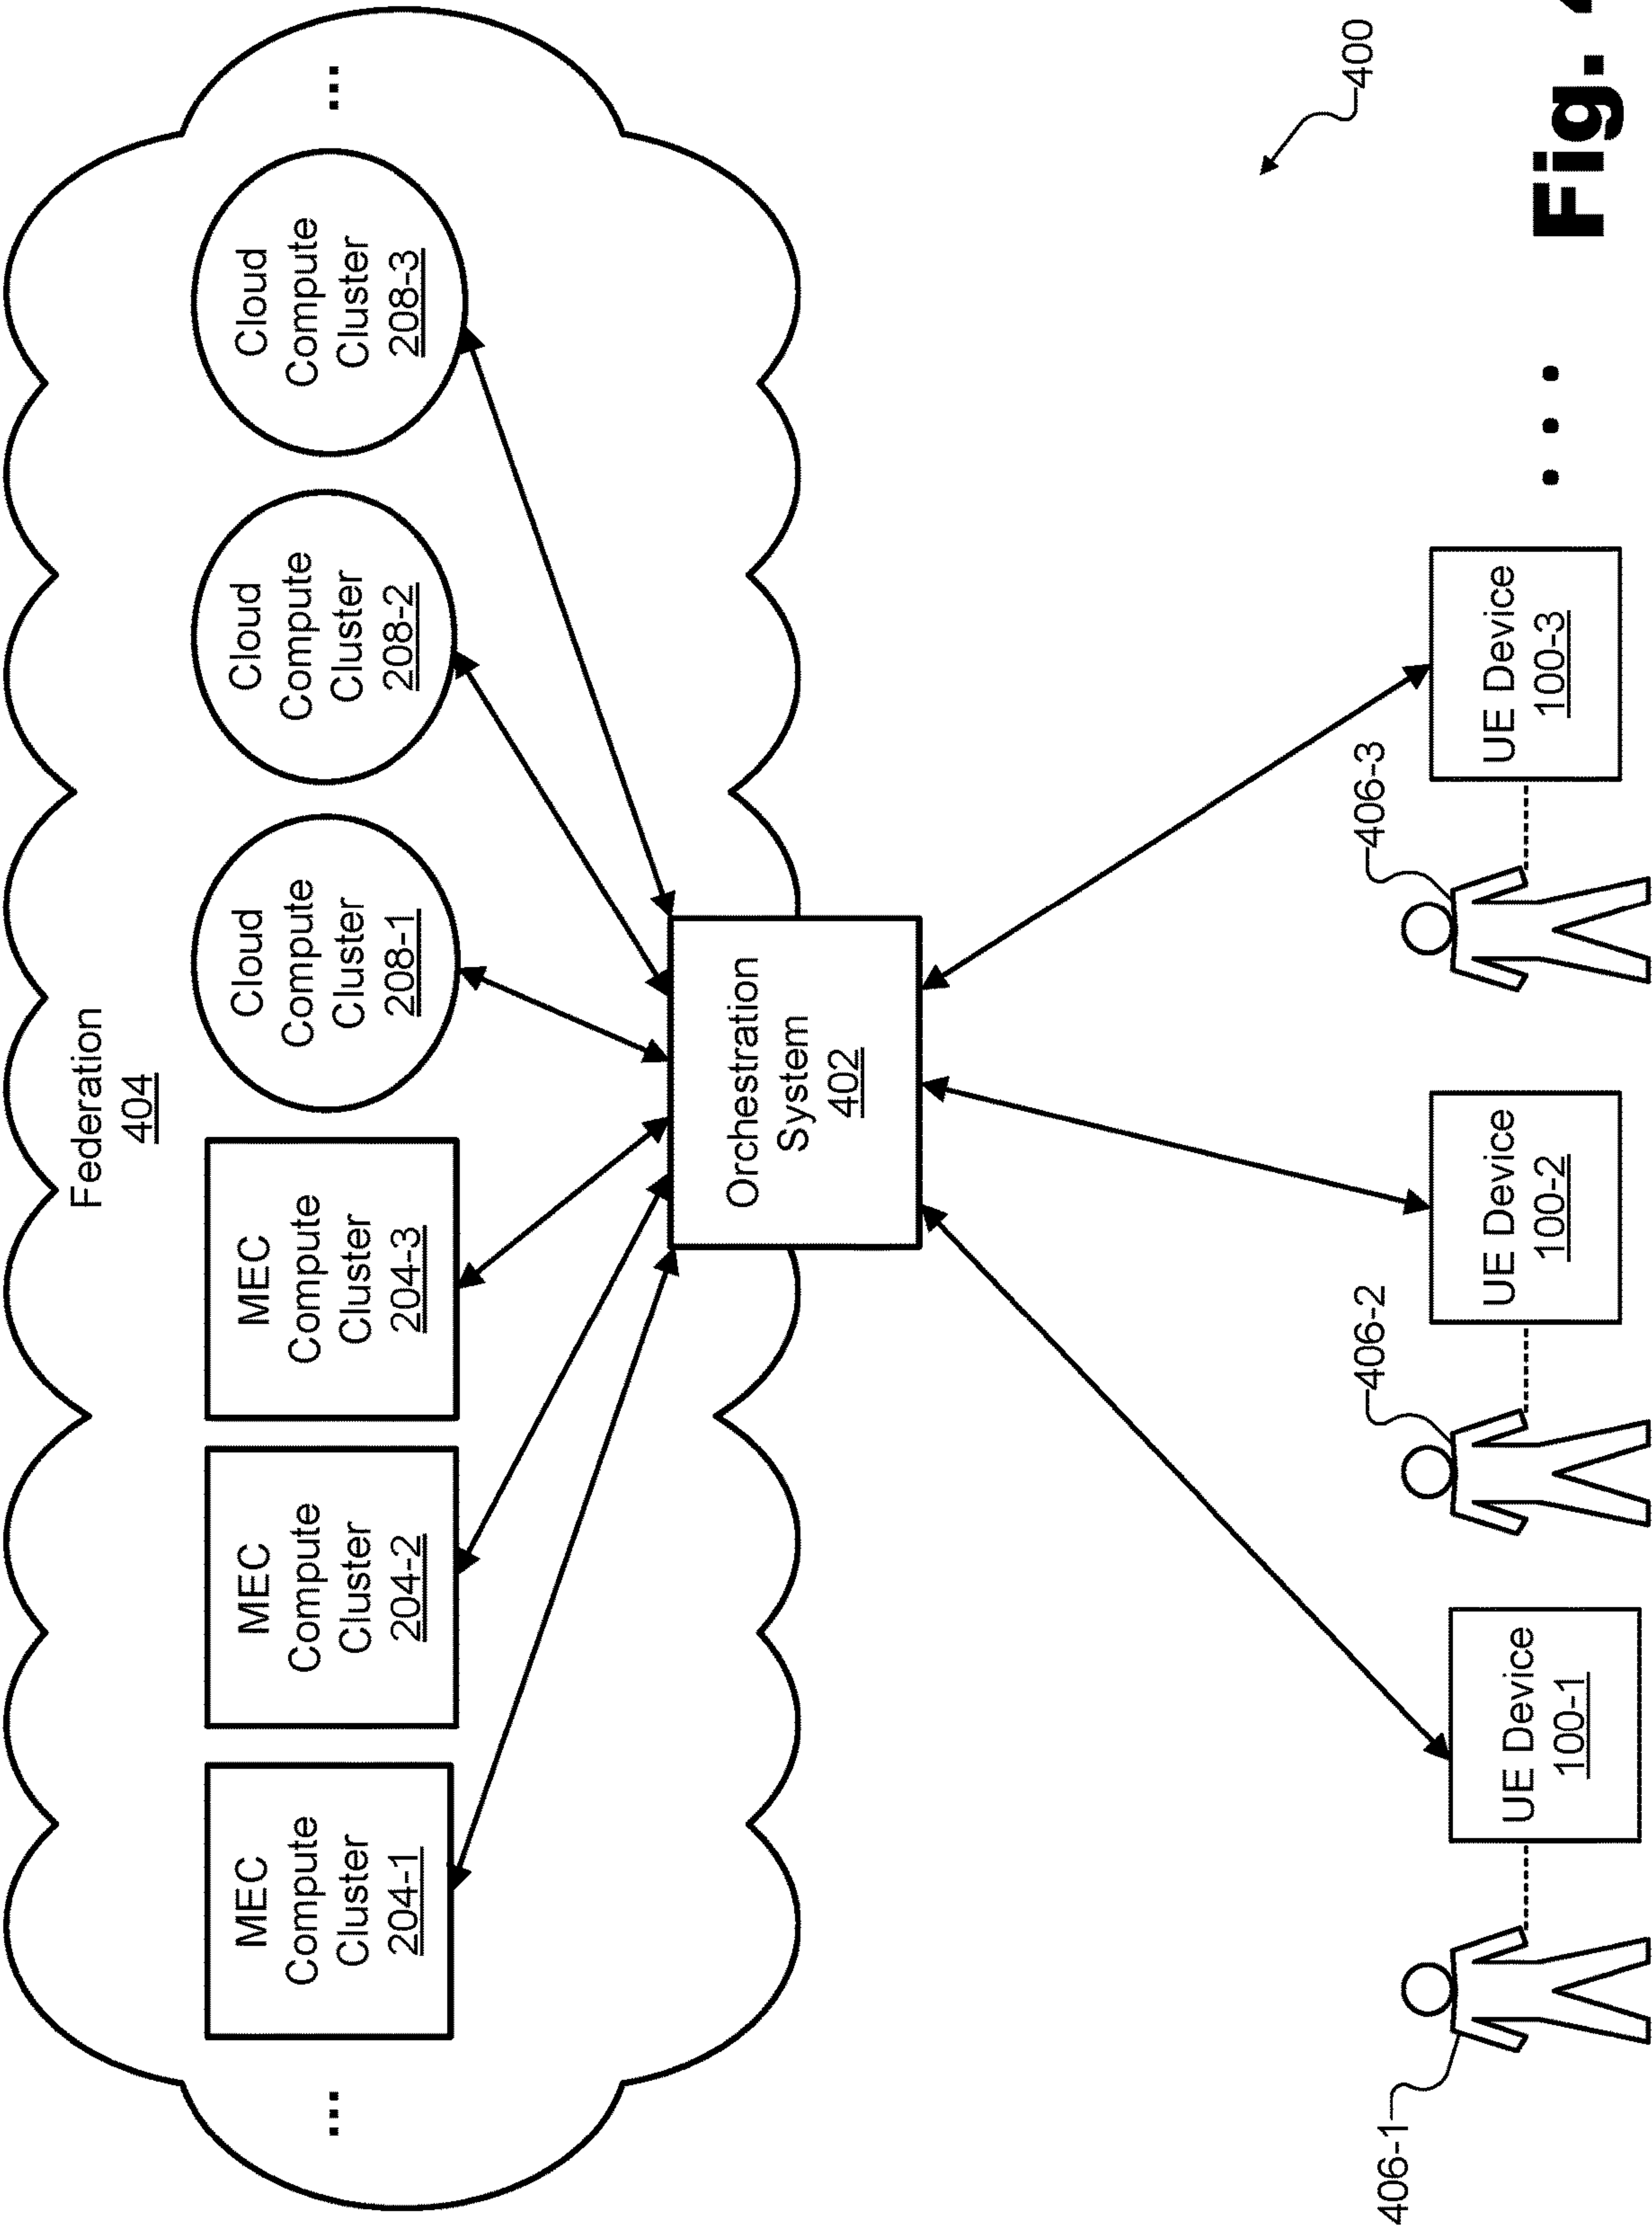 Federation
404
...
MEC
Compute
Cluster
204-1
MEC
Compute
Cluster
204-2
MEC
Compute
Cluster
204-3
Cloud
Compute
Cluster
208-1
Cloud
Compute
Cluster
208-2
Cloud
Compute
Cluster
208-3
...
Orchestration
System
402
400
406-1
UE Device
100-1
406-2
UE Device
100-2
406-3
UE Device
100-3
. . .
Fig.